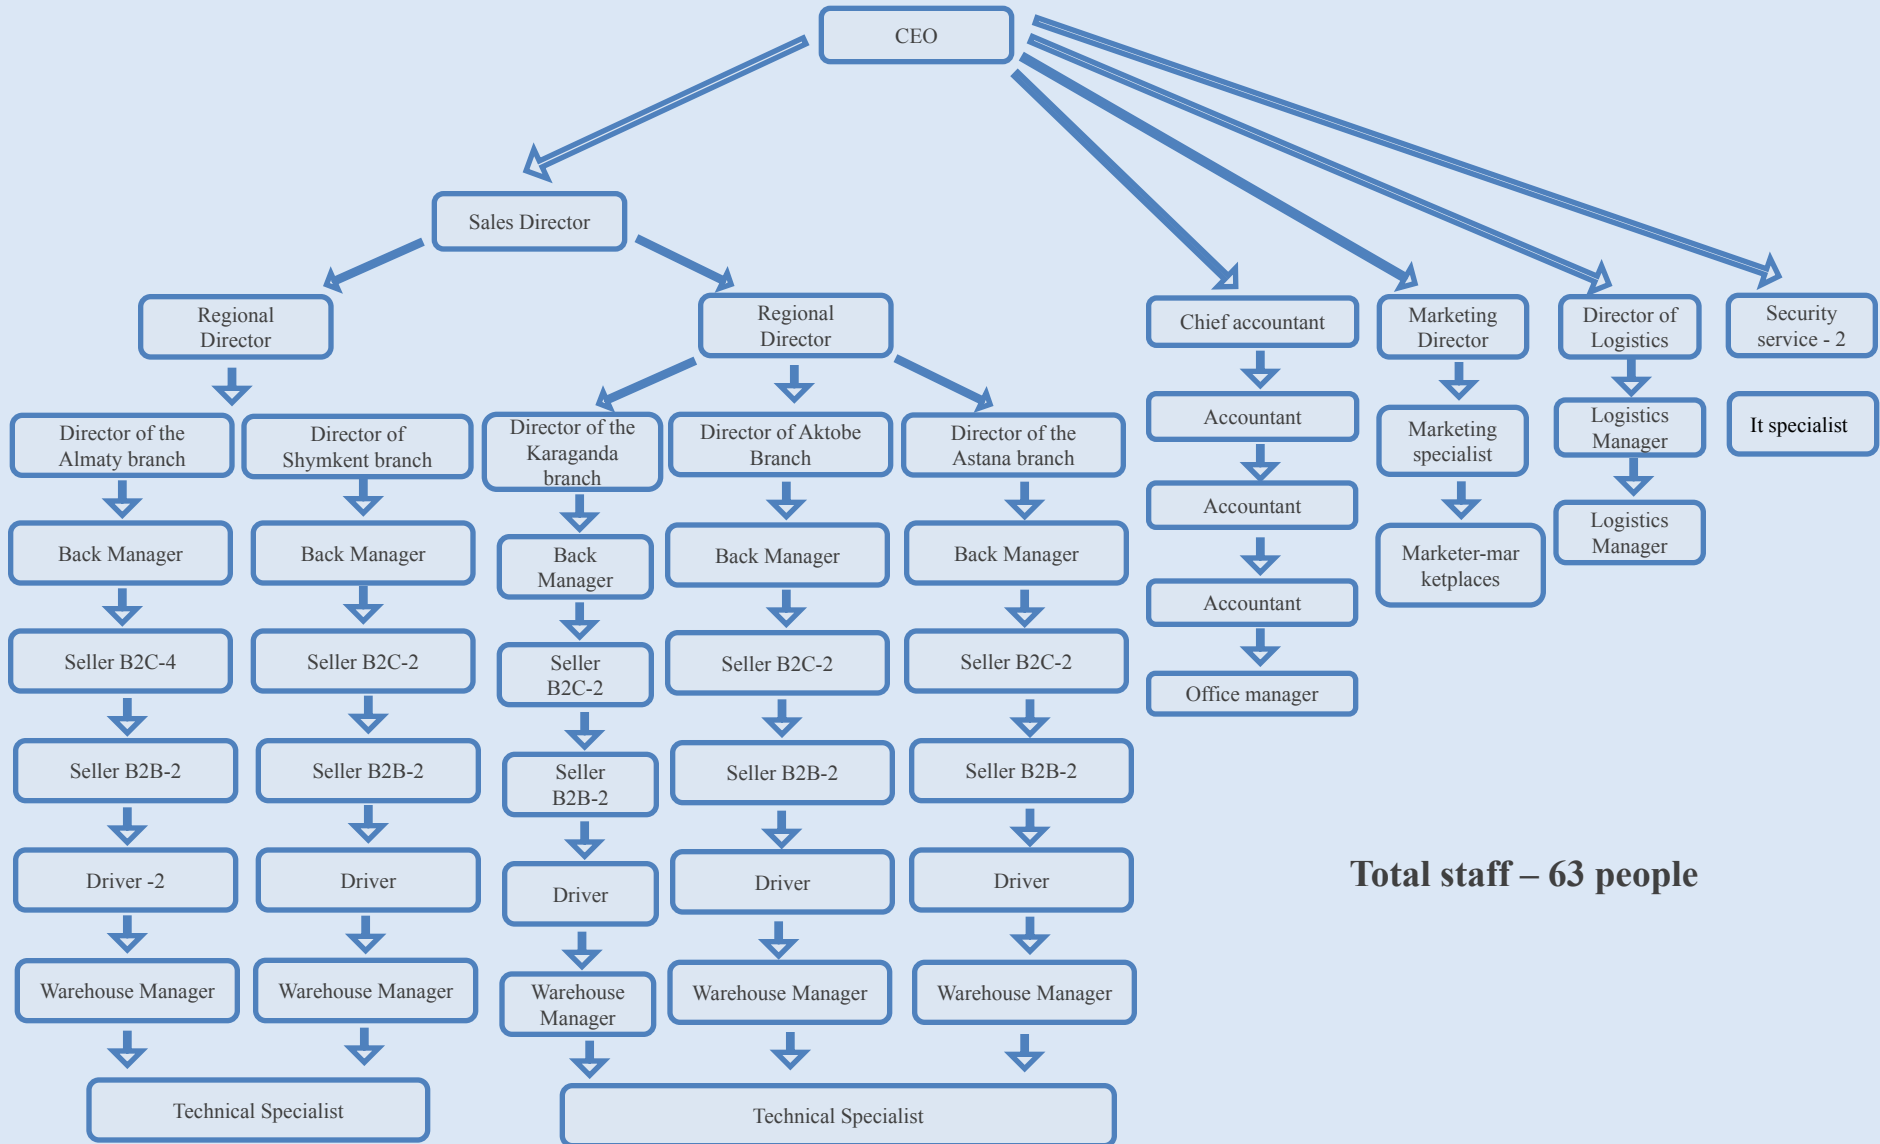 CEO
Sales Director
Regional
Director
Regional
Director
Chief accountant
Marketing
Director
Director of
Logistics
Security
service - 2
Director of the
Almaty branch
Director of
Shymkent branch
Director of the
Karaganda
branch
Director of Aktobe
Branch
Director of the
Astana branch
Accountant
Marketing
specialist
Logistics
Manager
It specialist
Back Manager
Back Manager
Back
Manager
Back Manager
Back Manager
Accountant
Marketer-mar
ketplaces
Logistics
Manager
Accountant
Seller B2C-4
Seller B2C-2
Seller
B2C-2
Seller B2C-2
Seller B2C-2
Office manager
Seller B2B-2
Seller B2B-2
Seller
B2B-2
Seller B2B-2
Seller B2B-2
Driver -2
Driver
Driver
Driver
Driver
Total staff – 63 people
Warehouse Manager
Warehouse Manager
Warehouse
Manager
Warehouse Manager
Warehouse Manager
Technical Specialist
Technical Specialist